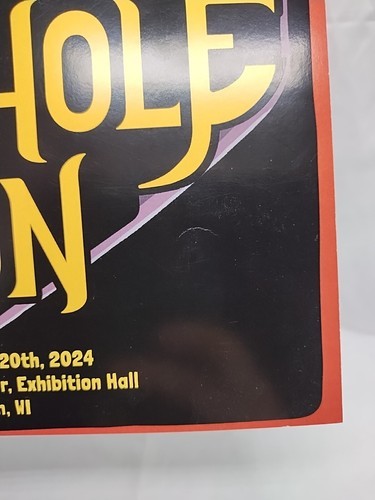 HOLE
ON
20th, 2024
r, Exhibition Hall
n, WI